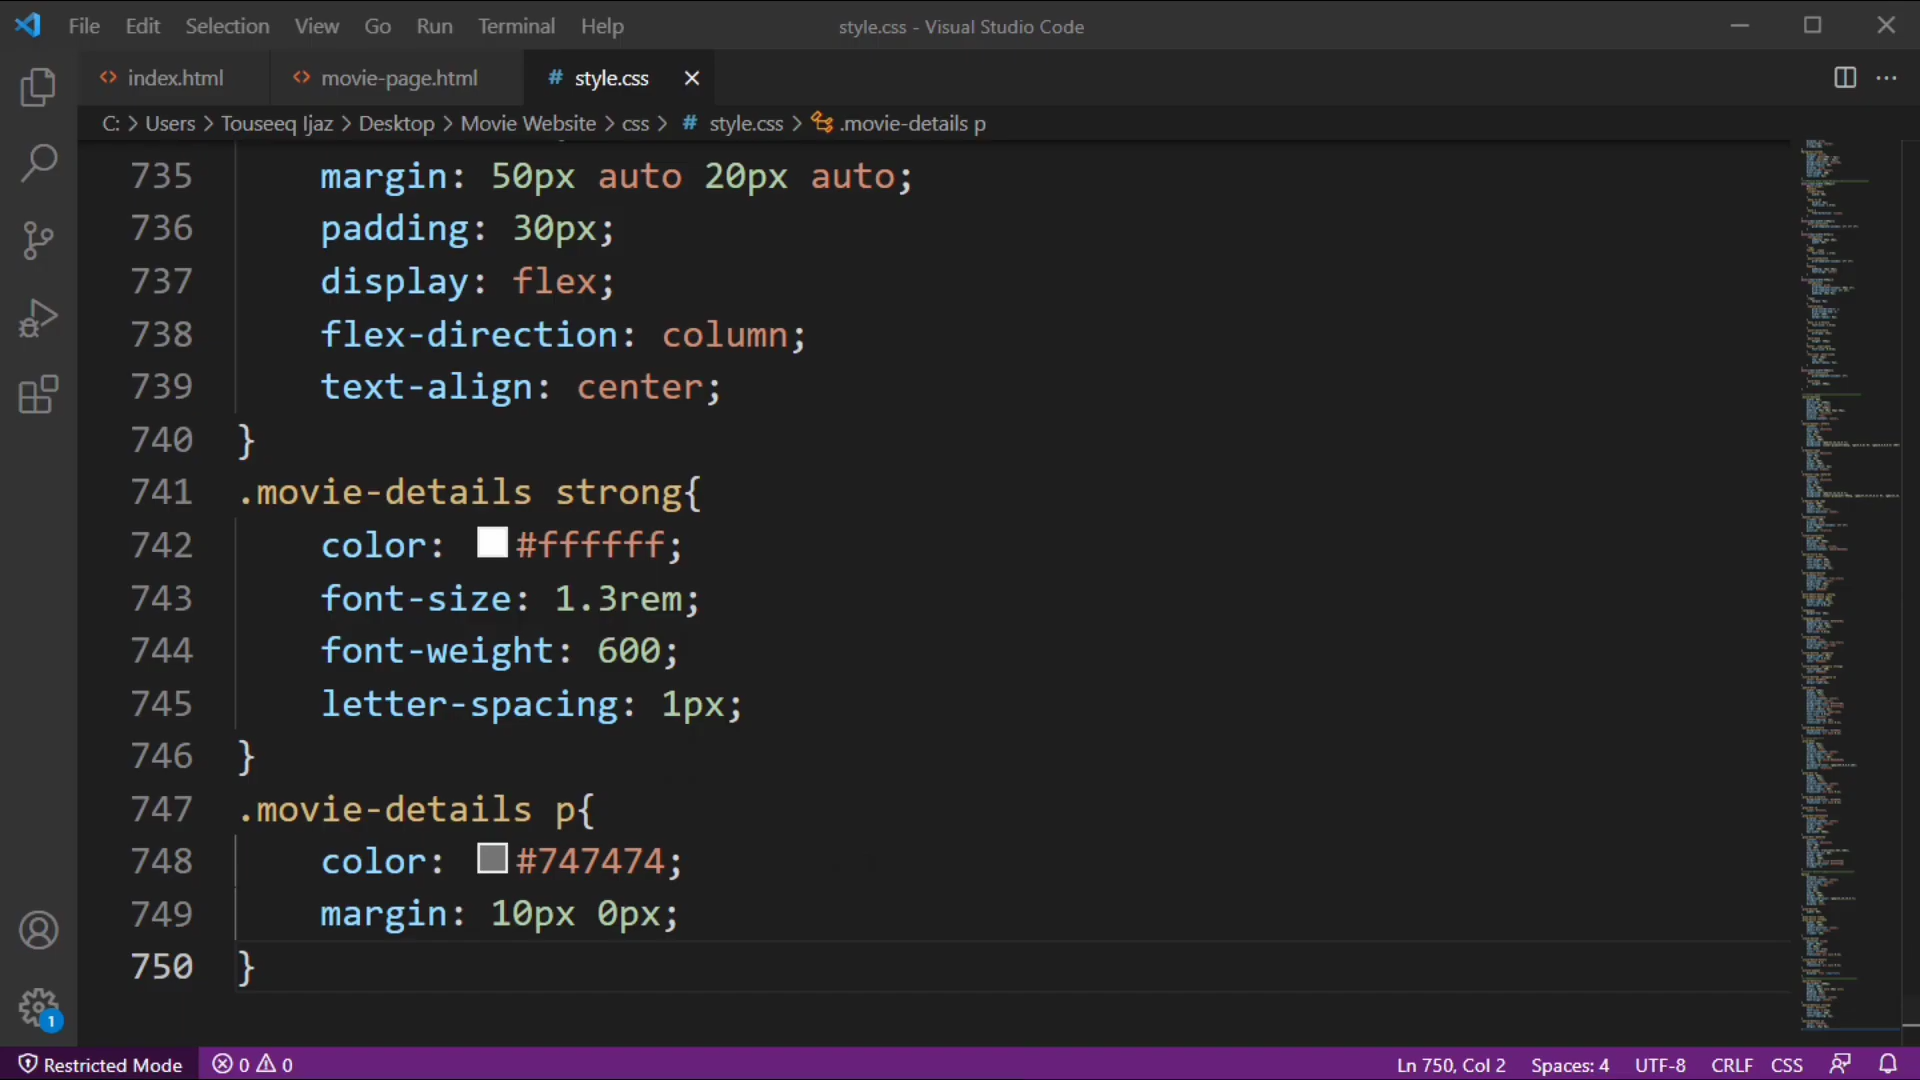 File Edit Selection View Go Run Terminal Help style.css - Visual Studio Code
index.html movie-page.html # style.css
C: > Users > Touseeq Ijaz > Desktop > Movie Website > css > # style.css > .movie-details p
735 margin: 50px auto 20px auto;
736 padding: 30px;
737 display: flex;
738 flex-direction: column;
739 text-align: center;
740 }
741 .movie-details strong{
742 color: #ffffff;
743 font-size: 1.3rem;
744 font-weight: 600;
745 letter-spacing: 1px;
746 }
747 .movie-details p{
748 color: #747474;
749 margin: 10px 0px;
750 }
1
Restricted Mode 0 0 Ln 750, Col 2 Spaces: 4 UTF-8 CRLF CSS